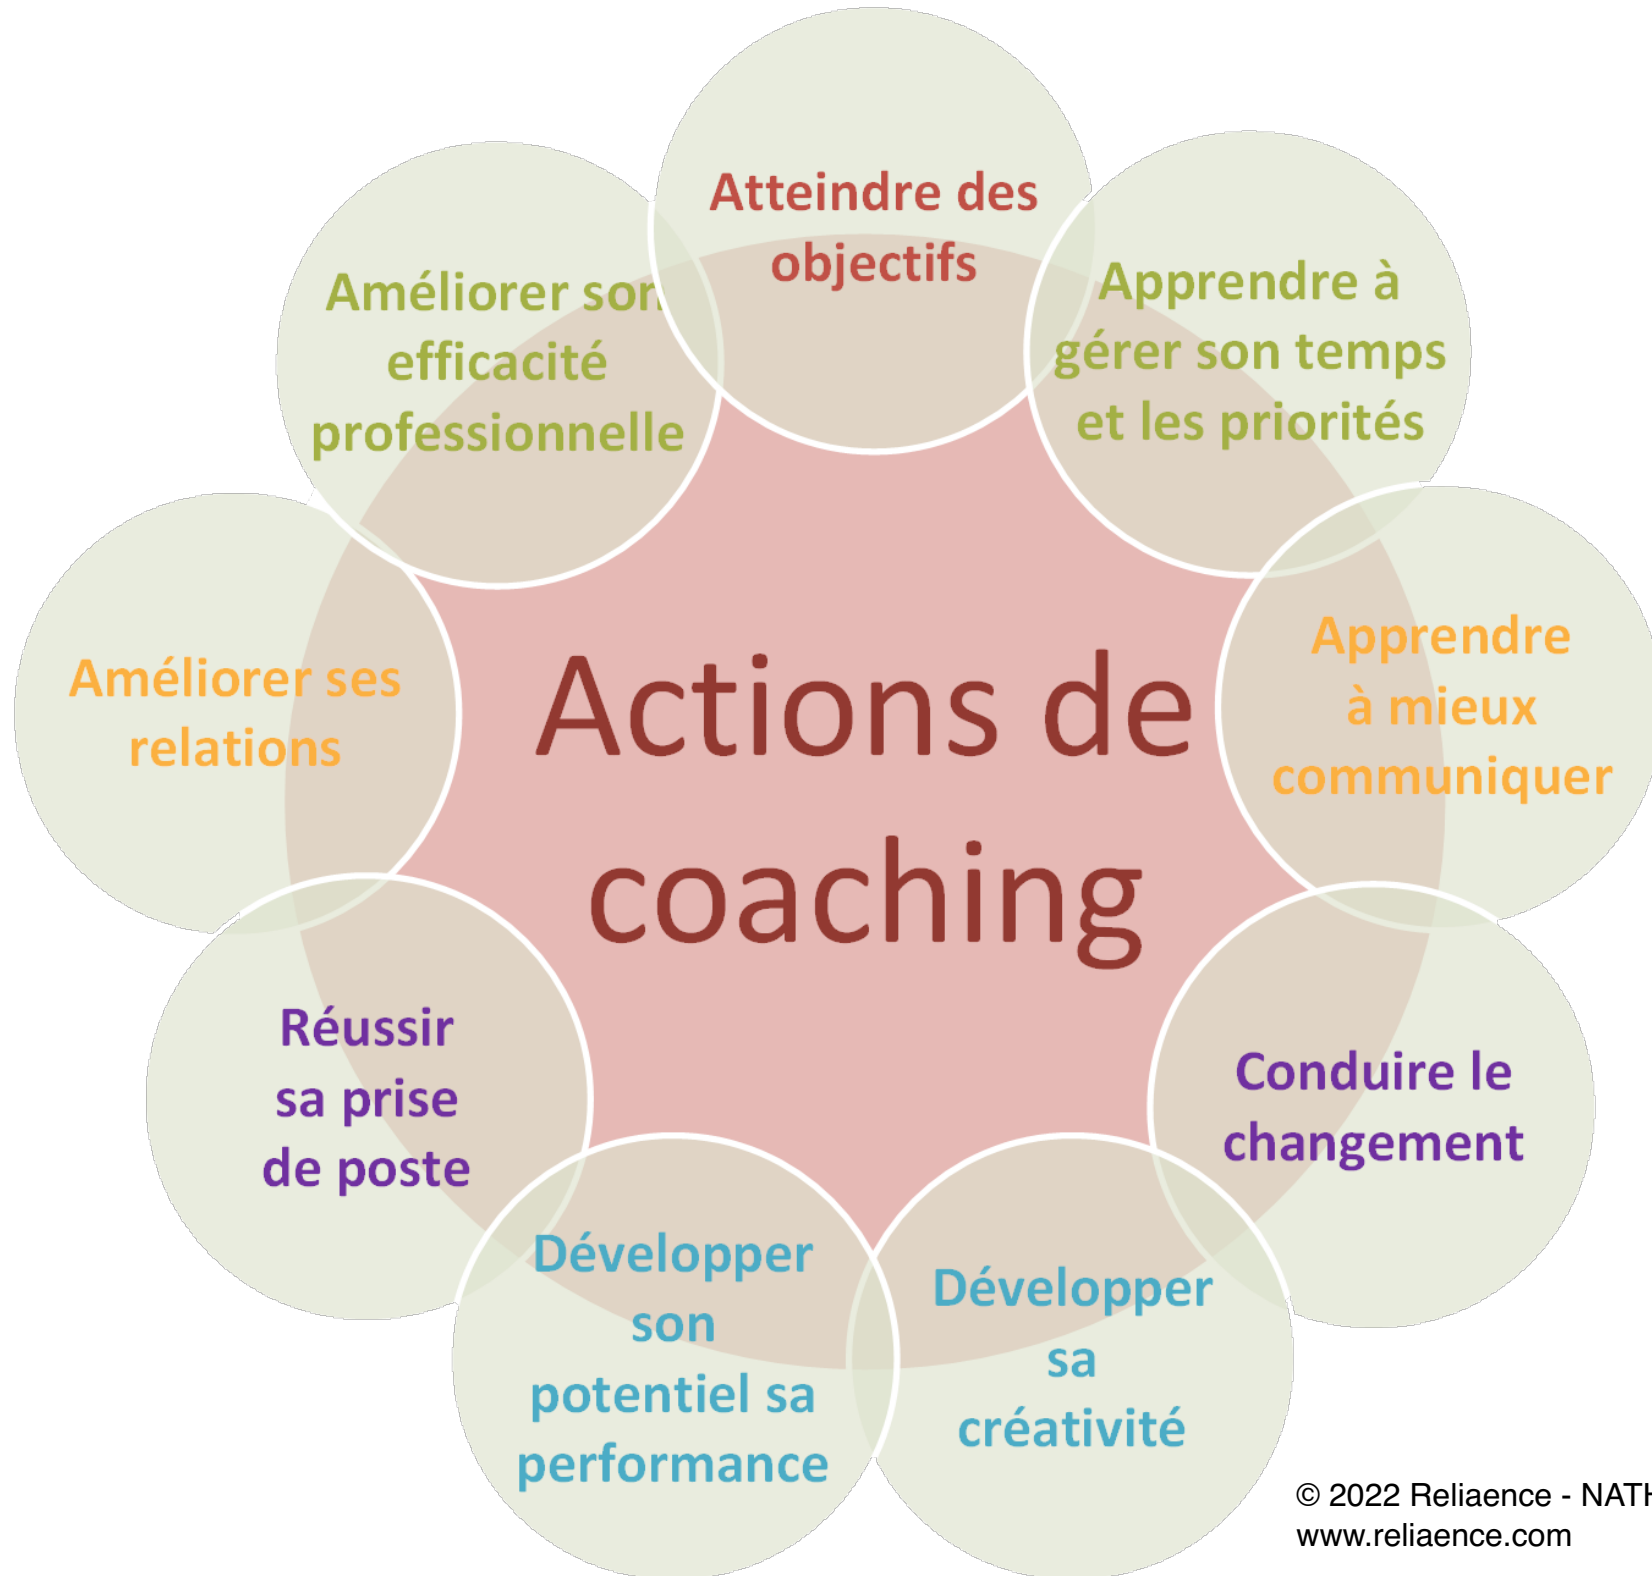 Atteindre des
objectifs
Apprendre à
gérer son temps
et les priorités
Apprendre
à mieux
communiquer
Conduire le
changement
Développer
sa
créativité
Développer
son
potentiel sa
performance
Réussir
sa prise
de poste
Améliorer ses
relations
Améliorer son
efficacité
professionnelle
Actions de
coaching
© 2022 Reliaence -
www.reliaence.com